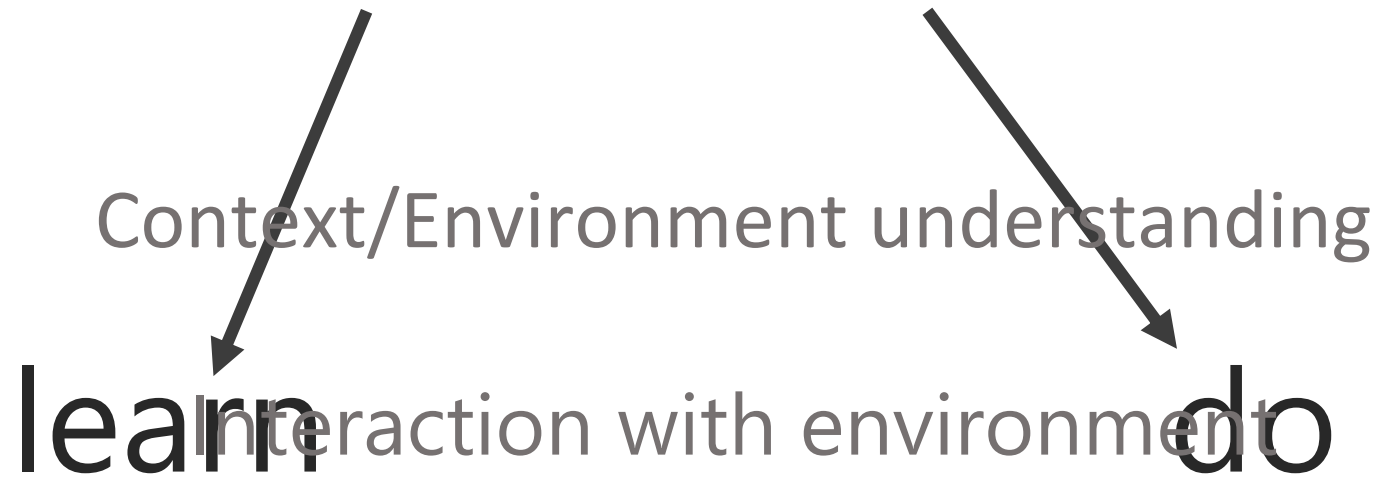 Context/Environment understanding
learn do
Interaction with environment